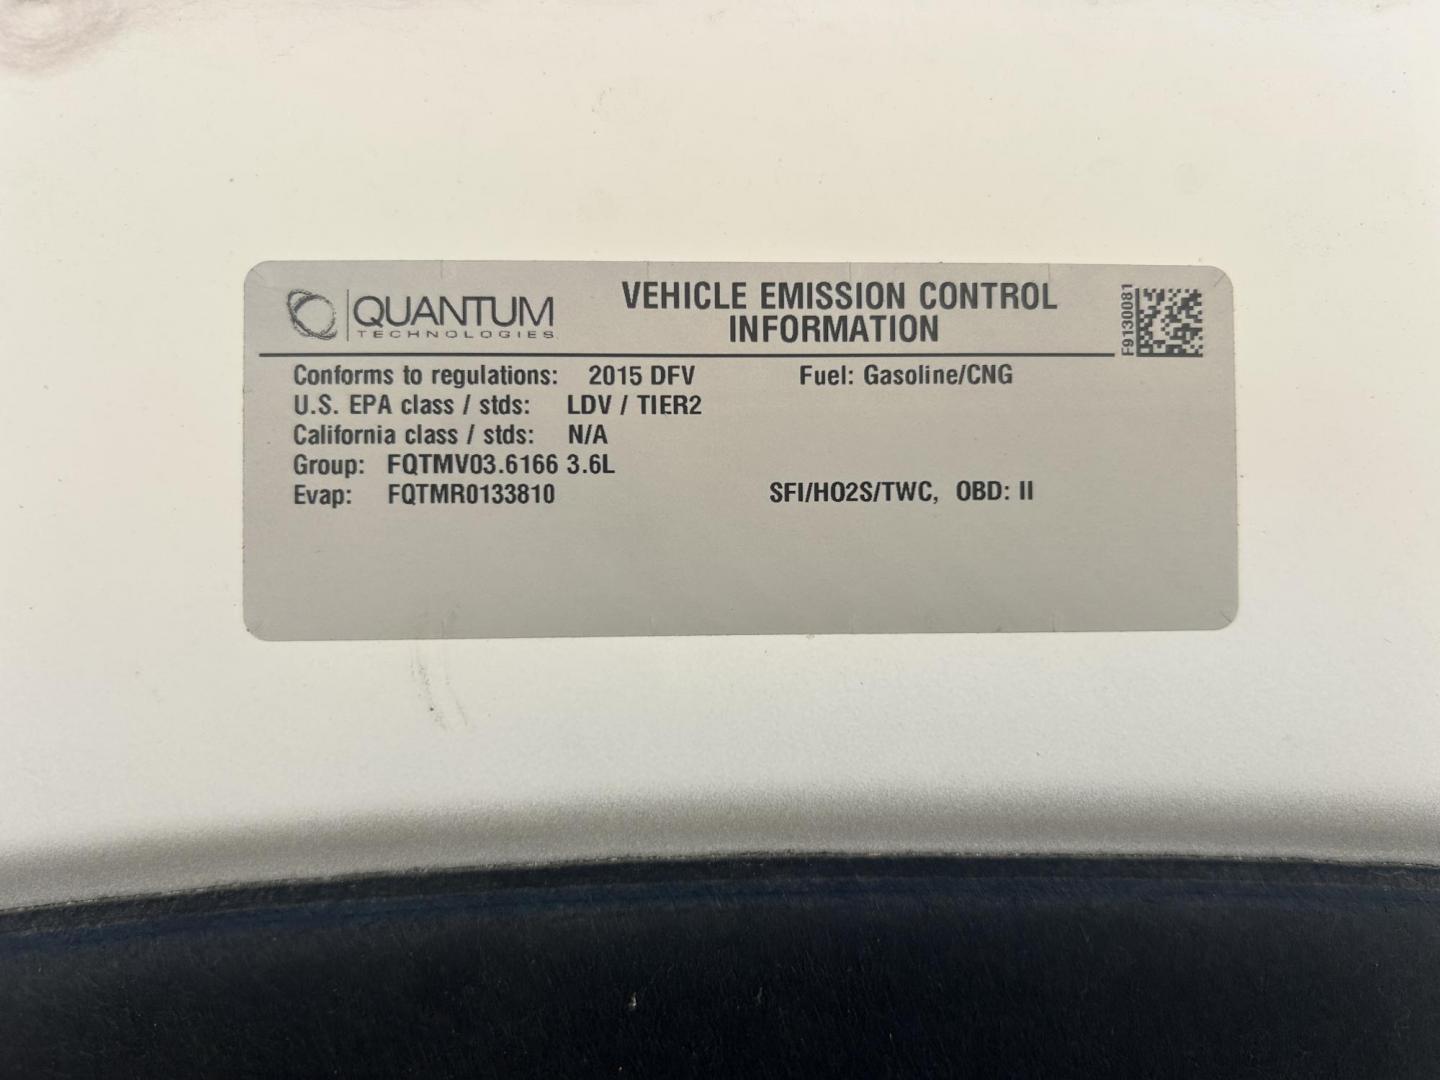 QUANTUM
TECHNOLOGIES
VEHICLE EMISSION CONTROL
INFORMATION
F9130081
Conforms to regulations: 2015 DFV Fuel: Gasoline/CNG
U.S. EPA class / stds: LDV / TIER2
California class / stds: N/A
Group: FQTMV03.6166 3.6L
Evap: FQTMR0133810 SFI/HO2S/TWC, OBD: II